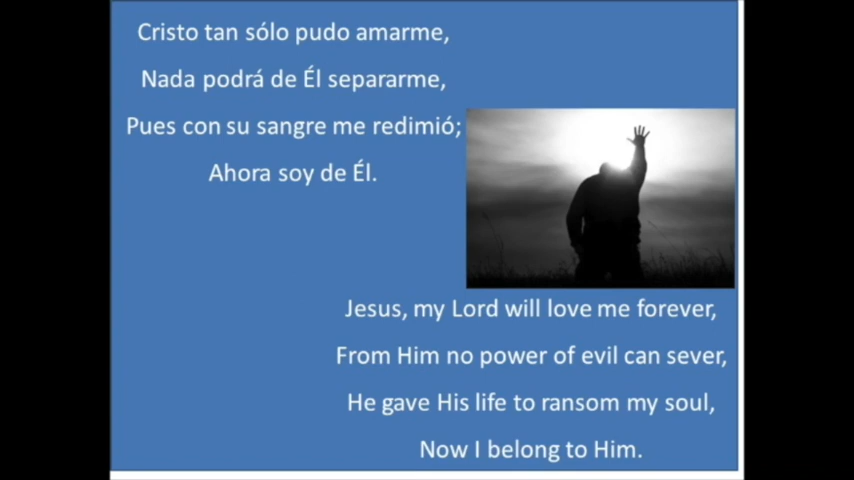 Cristo tan sólo pudo amarme,
Nada podrá de Él separarme,
Pues con su sangre me redimió;
Ahora soy de Él.
Jesus, my Lord will love me forever,
From Him no power of evil can sever,
He gave His life to ransom my soul,
Now I belong to Him.